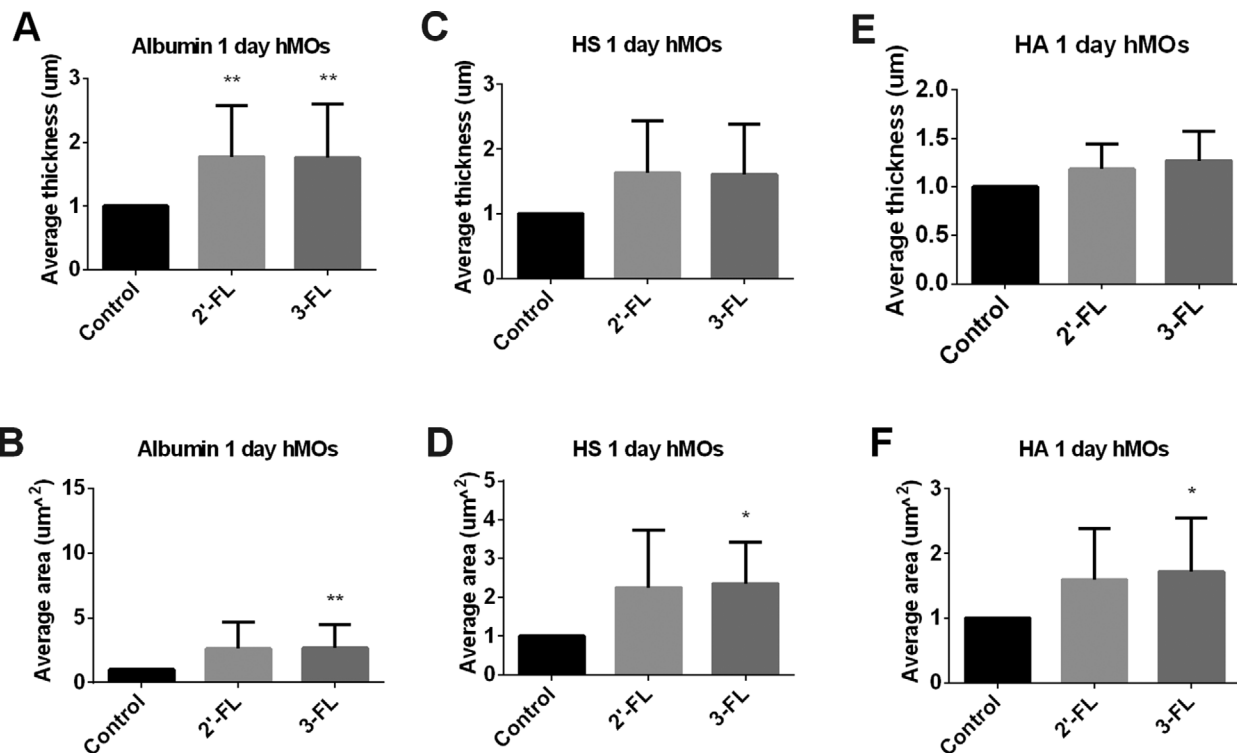 A
Albumin 1 day hMOs
Average thickness (um)
3
2
1
0
** **
Control
2'-FL
3-FL
C
HS 1 day hMOs
Average thickness (um)
3
2
1
0
Control
2'-FL
3-FL
E
HA 1 day hMOs
Average thickness (um)
2.0
1.5
1.0
0.5
0.0
Control
2'-FL
3-FL
B
Albumin 1 day hMOs
Average area (um^2)
15
10
5
0
**
Control
2'-FL
3-FL
D
HS 1 day hMOs
Average area (um^2)
5
4
3
2
1
0
*
Control
2'-FL
3-FL
F
HA 1 day hMOs
Average area (um^2)
3
2
1
0
*
Control
2'-FL
3-FL